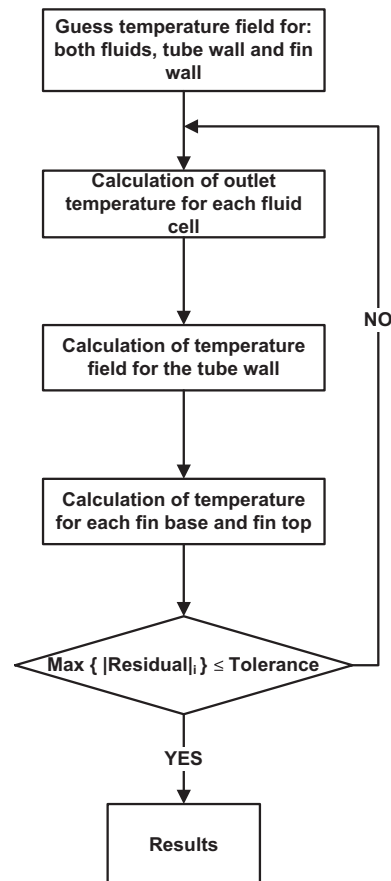 Guess temperature field for:
both fluids, tube wall and fin
wall
Calculation of outlet
temperature for each fluid
cell
NO
Calculation of temperature
field for the tube wall
Calculation of temperature
for each fin base and fin top
Max { |Residual|i } ≤ Tolerance
YES
Results